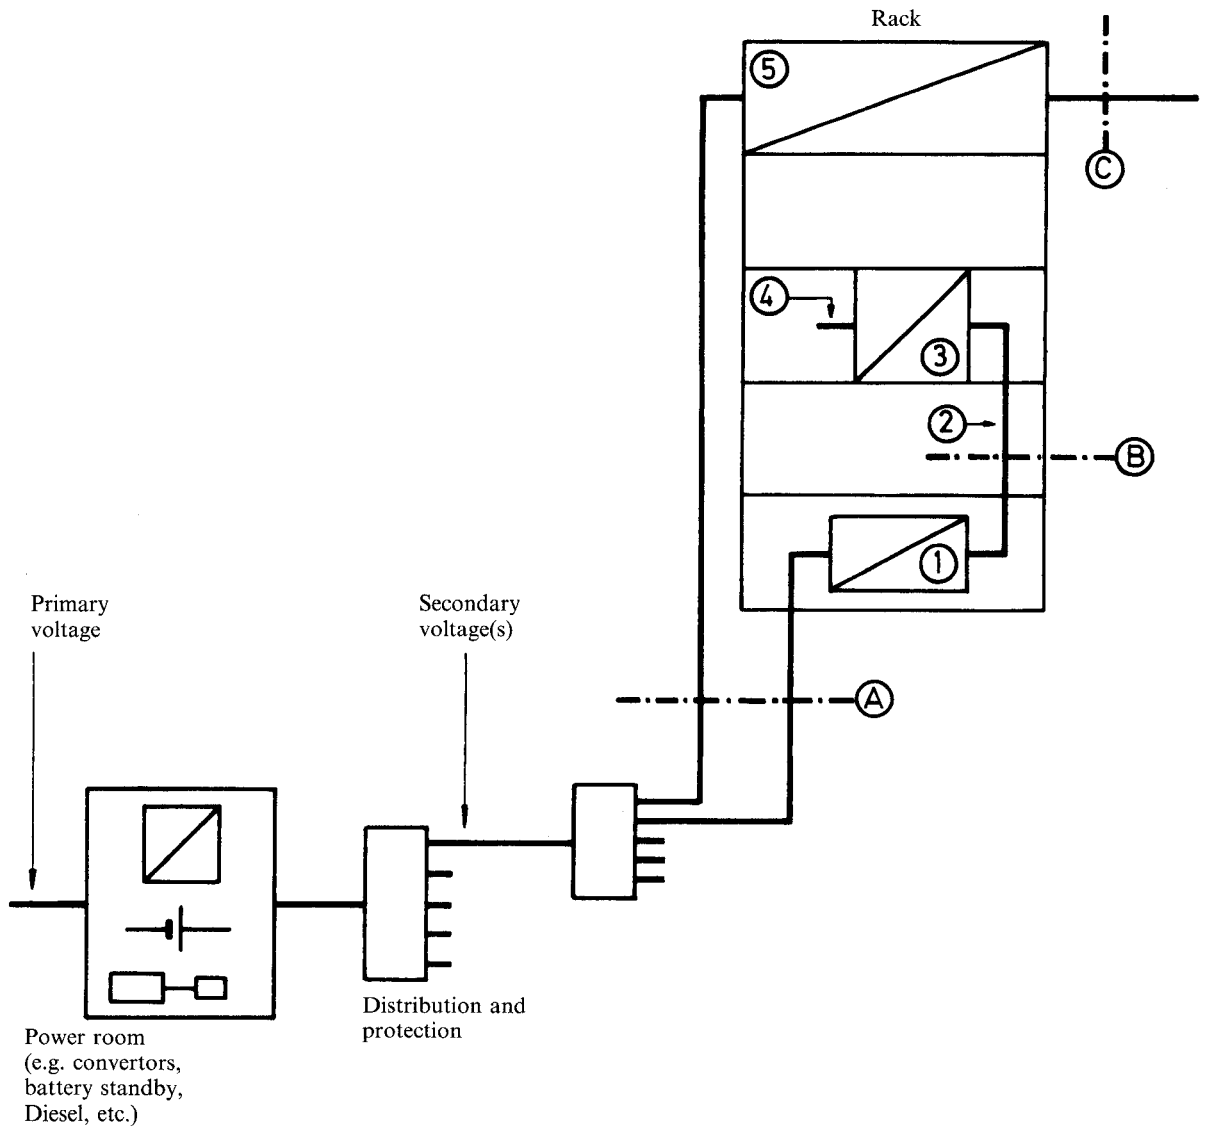 Rack
5
C
4
3
2
B
1
Primary
voltage
Secondary
voltage(s)
A
Distribution and
protection
Power room
(e.g. convertors,
battery standby,
Diesel, etc.)